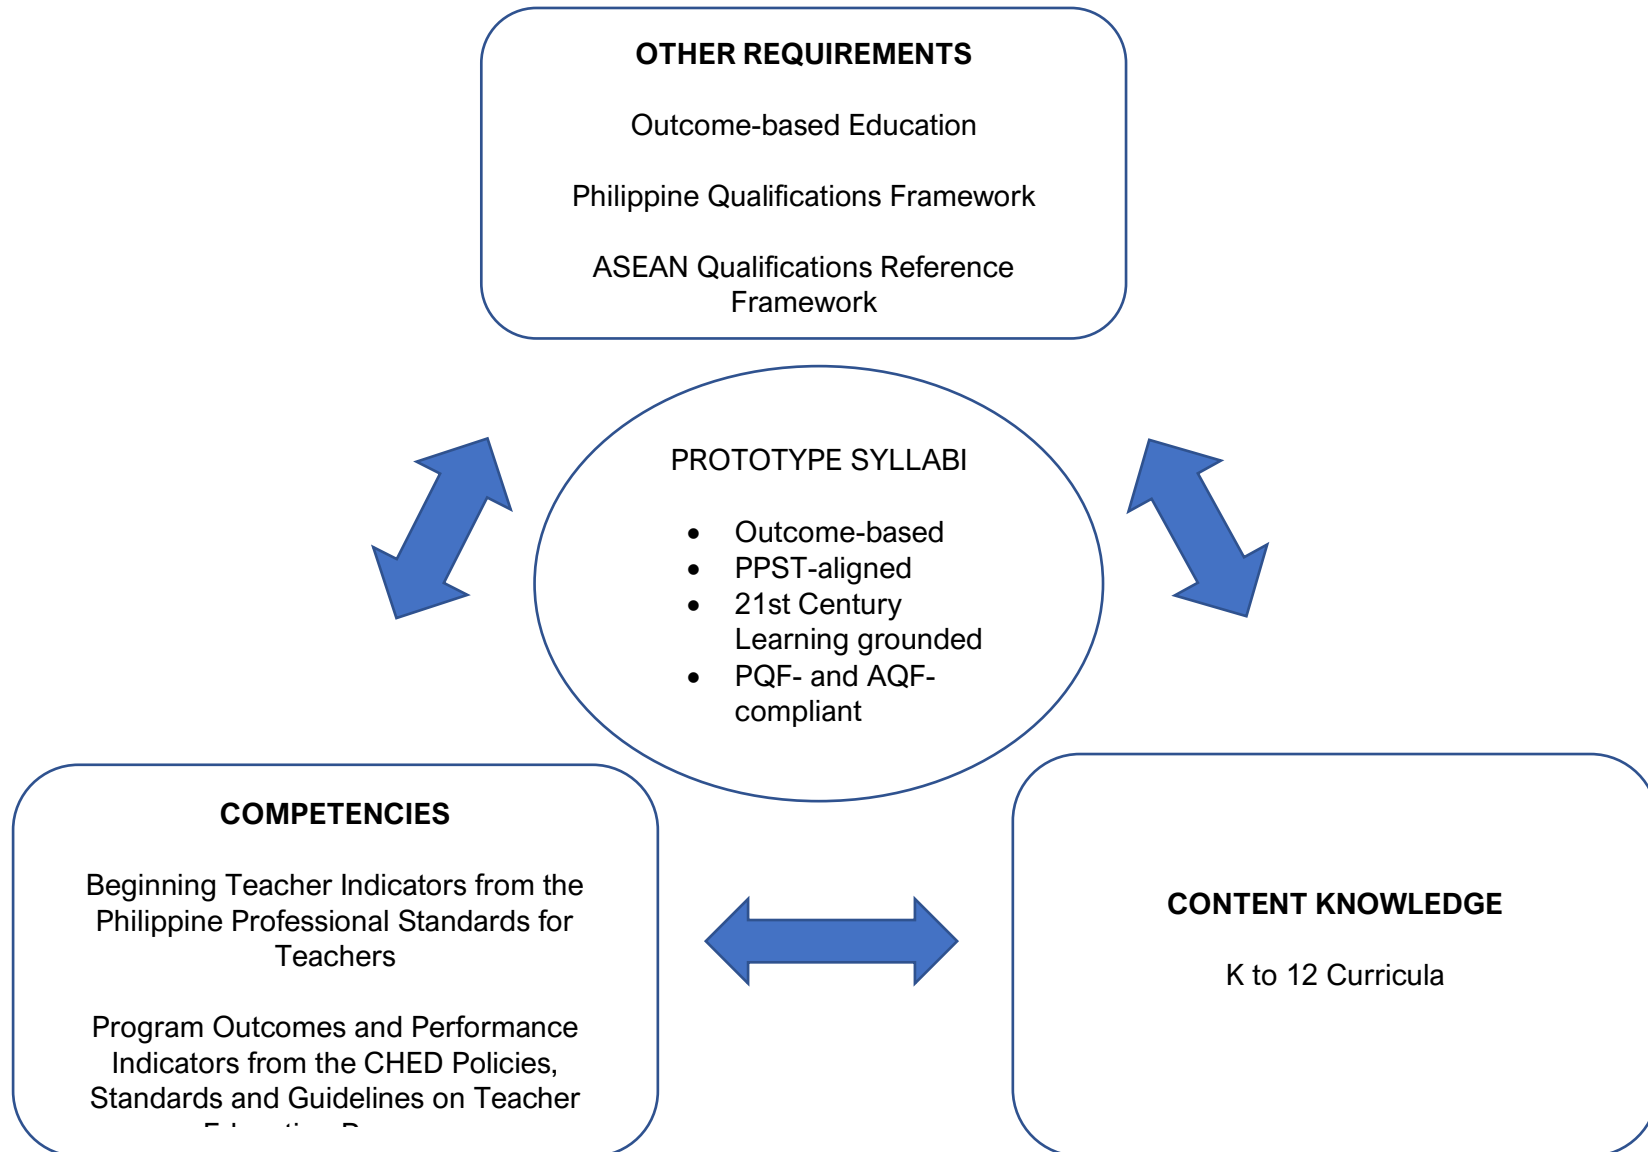 OTHER REQUIREMENTS
Outcome-based Education
Philippine Qualifications Framework
ASEAN Qualifications Reference
Framework
PROTOTYPE SYLLABI
• Outcome-based
• PPST-aligned
• 21st Century
Learning grounded
• PQF- and AQF-
compliant
COMPETENCIES
Beginning Teacher Indicators from the
Philippine Professional Standards for
Teachers
Program Outcomes and Performance
Indicators from the CHED Policies,
Standards and Guidelines on Teacher
CONTENT KNOWLEDGE
K to 12 Curricula